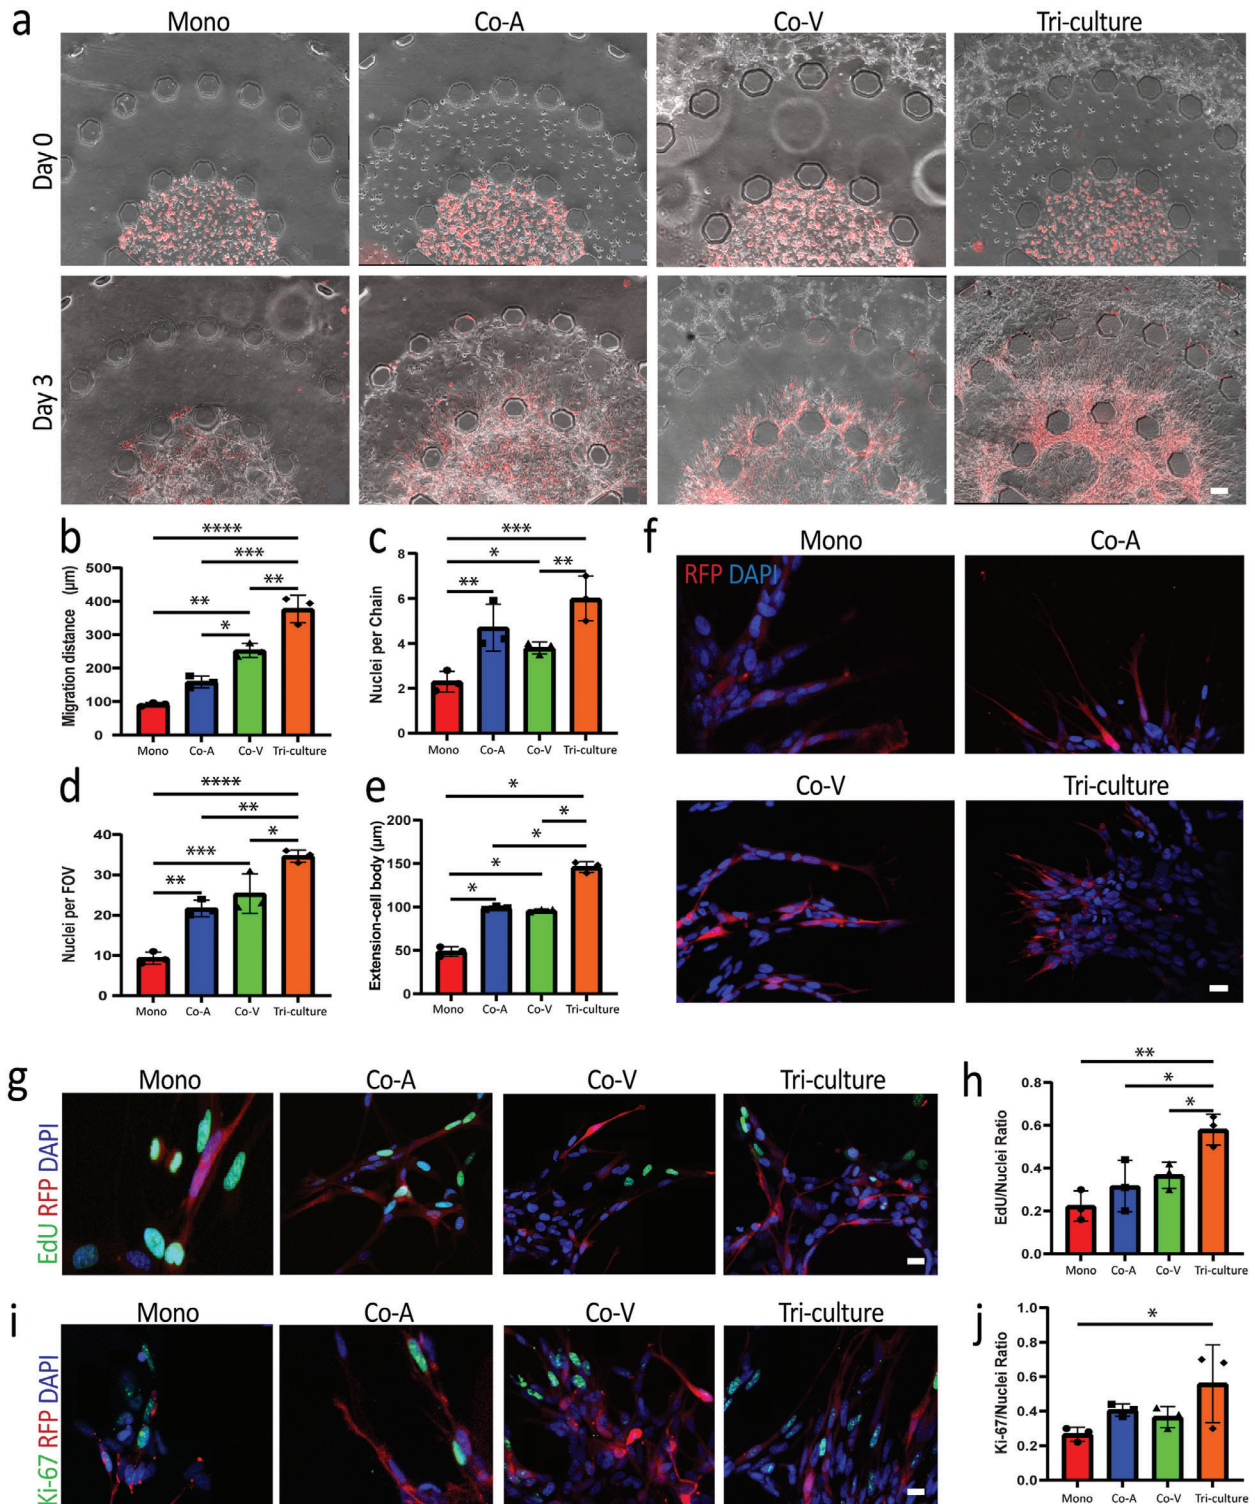 a
Mono Co-A Co-V Tri-culture
Day 0
Day 3
b
****
***
**
**
*
Migration distance (µm)
500
400
300
200
100
0
Mono Co-A Co-V Tri-culture
c
***
*
**
**
Nuclei per Chain
8
6
4
2
0
Mono Co-A Co-V Tri-culture
d
****
**
*
***
**
Nuclei per FOV
40
30
20
10
0
Mono Co-A Co-V Tri-culture
e
*
*
*
*
*
Extension-cell body (µm)
200
150
100
50
0
Mono Co-A Co-V Tri-culture
f
Mono Co-A
RFP DAPI
Co-V Tri-culture
g
Mono Co-A Co-V Tri-culture
EdU RFP DAPI
h
**
*
*
EdU/Nuclei Ratio
0.8
0.6
0.4
0.2
0.0
Mono Co-A Co-V Tri-culture
i
Mono Co-A Co-V Tri-culture
Ki-67 RFP DAPI
j
*
Ki-67/Nuclei Ratio
1.0
0.8
0.6
0.4
0.2
0.0
Mono Co-A Co-V Tri-culture